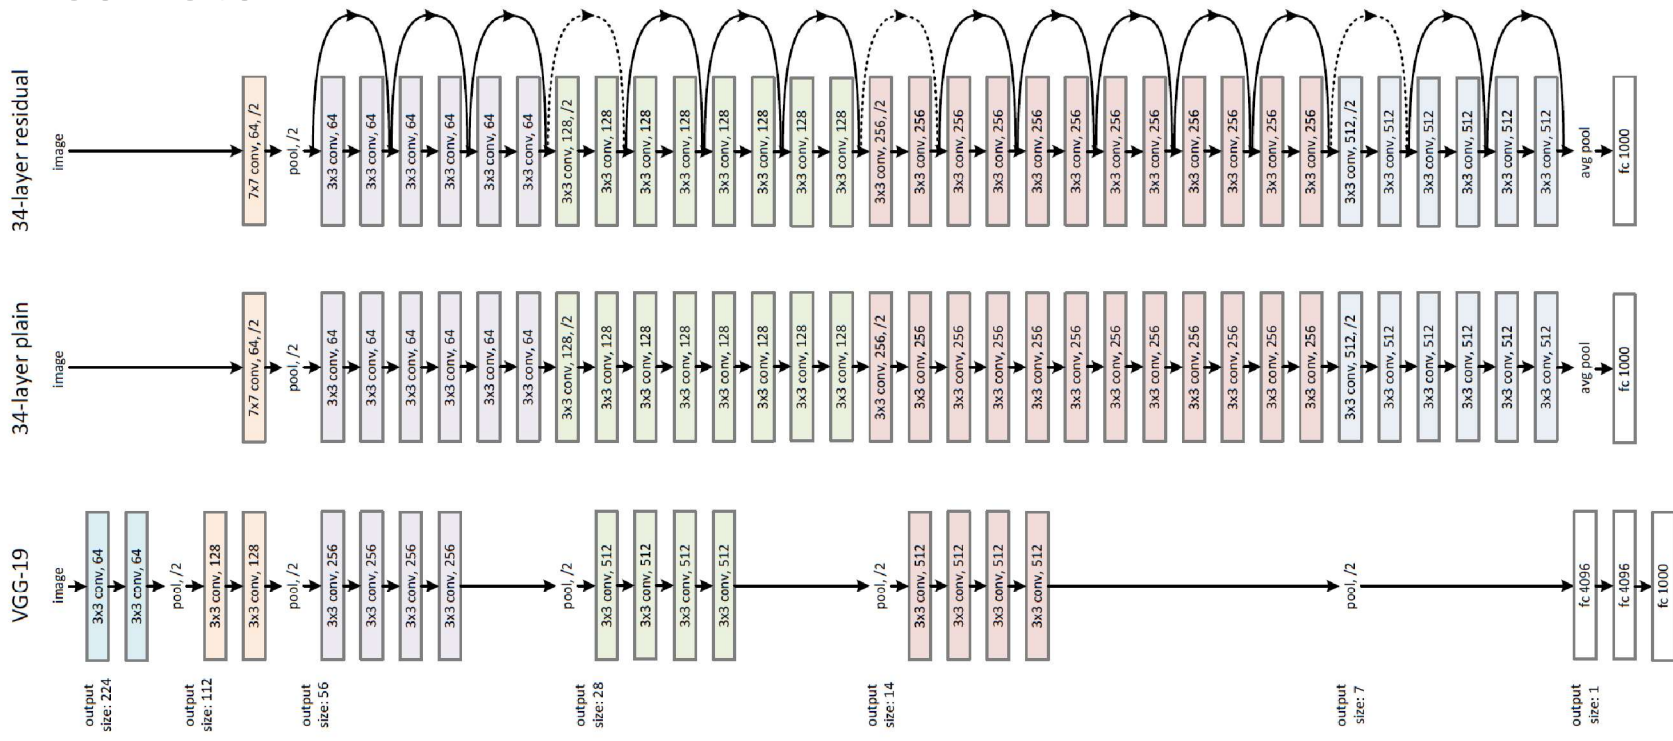 34-layer residual
image
7x7 conv, 64, /2
pool, /2
3x3 conv, 64
3x3 conv, 64
3x3 conv, 64
3x3 conv, 64
3x3 conv, 64
3x3 conv, 64
3x3 conv, 128, /2
3x3 conv, 128
3x3 conv, 128
3x3 conv, 128
3x3 conv, 128
3x3 conv, 128
3x3 conv, 128
3x3 conv, 128
3x3 conv, 256, /2
3x3 conv, 256
3x3 conv, 256
3x3 conv, 256
3x3 conv, 256
3x3 conv, 256
3x3 conv, 256
3x3 conv, 256
3x3 conv, 256
3x3 conv, 256
3x3 conv, 256
3x3 conv, 256
3x3 conv, 512, /2
3x3 conv, 512
3x3 conv, 512
3x3 conv, 512
3x3 conv, 512
3x3 conv, 512
avg pool
fc 1000
34-layer plain
image
7x7 conv, 64, /2
pool, /2
3x3 conv, 64
3x3 conv, 64
3x3 conv, 64
3x3 conv, 64
3x3 conv, 64
3x3 conv, 64
3x3 conv, 128, /2
3x3 conv, 128
3x3 conv, 128
3x3 conv, 128
3x3 conv, 128
3x3 conv, 128
3x3 conv, 128
3x3 conv, 128
3x3 conv, 256, /2
3x3 conv, 256
3x3 conv, 256
3x3 conv, 256
3x3 conv, 256
3x3 conv, 256
3x3 conv, 256
3x3 conv, 256
3x3 conv, 256
3x3 conv, 256
3x3 conv, 256
3x3 conv, 256
3x3 conv, 512, /2
3x3 conv, 512
3x3 conv, 512
3x3 conv, 512
3x3 conv, 512
3x3 conv, 512
avg pool
fc 1000
VGG-19
image
3x3 conv, 64
3x3 conv, 64
pool, /2
3x3 conv, 128
3x3 conv, 128
pool, /2
3x3 conv, 256
3x3 conv, 256
3x3 conv, 256
3x3 conv, 256
pool, /2
3x3 conv, 512
3x3 conv, 512
3x3 conv, 512
3x3 conv, 512
pool, /2
3x3 conv, 512
3x3 conv, 512
3x3 conv, 512
3x3 conv, 512
pool, /2
fc 4096
fc 4096
fc 1000
output
size: 224
output
size: 112
output
size: 56
output
size: 28
output
size: 14
output
size: 7
output
size: 1